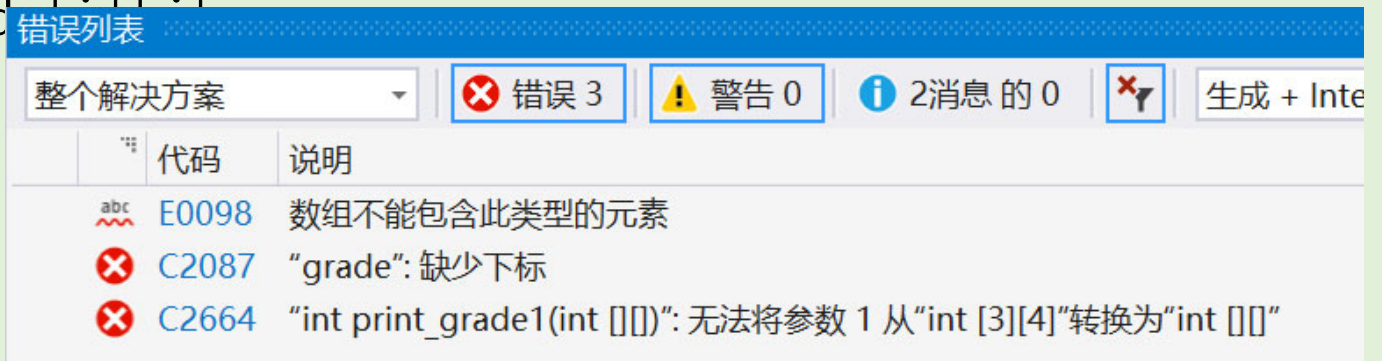 错误列表
整个解决方案 错误 3 警告 0 2消息 的 0 生成 + Inte
代码 说明
abc E0098 数组不能包含此类型的元素
C2087 “grade”: 缺少下标
C2664 “int print_grade1(int [][])”: 无法将参数 1 从“int [3][4]”转换为“int [][]”